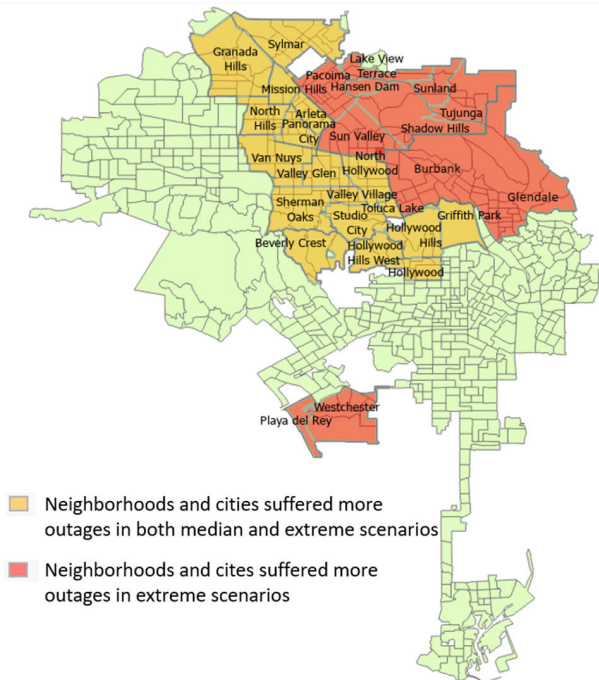 Granada
Hills
Sylmar
Lake View
Terrace
Pacoima
Mission Hills
Hansen Dam
Sunland
Tujunga
North
Hills
Arleta
Panorama
City
Sun Valley
Shadow Hills
Van Nuys
Valley Glen
North
Hollywood
Burbank
Glendale
Valley Village
Sherman
Oaks
Studio
City
Toluca Lake
Griffith Park
Hollywood
Hills
Beverly Crest
Hollywood
Hills West
Hollywood
Westchester
Playa del Rey
Neighborhoods and cities suffered more
outages in both median and extreme scenarios
Neighborhoods and cites suffered more
outages in extreme scenarios